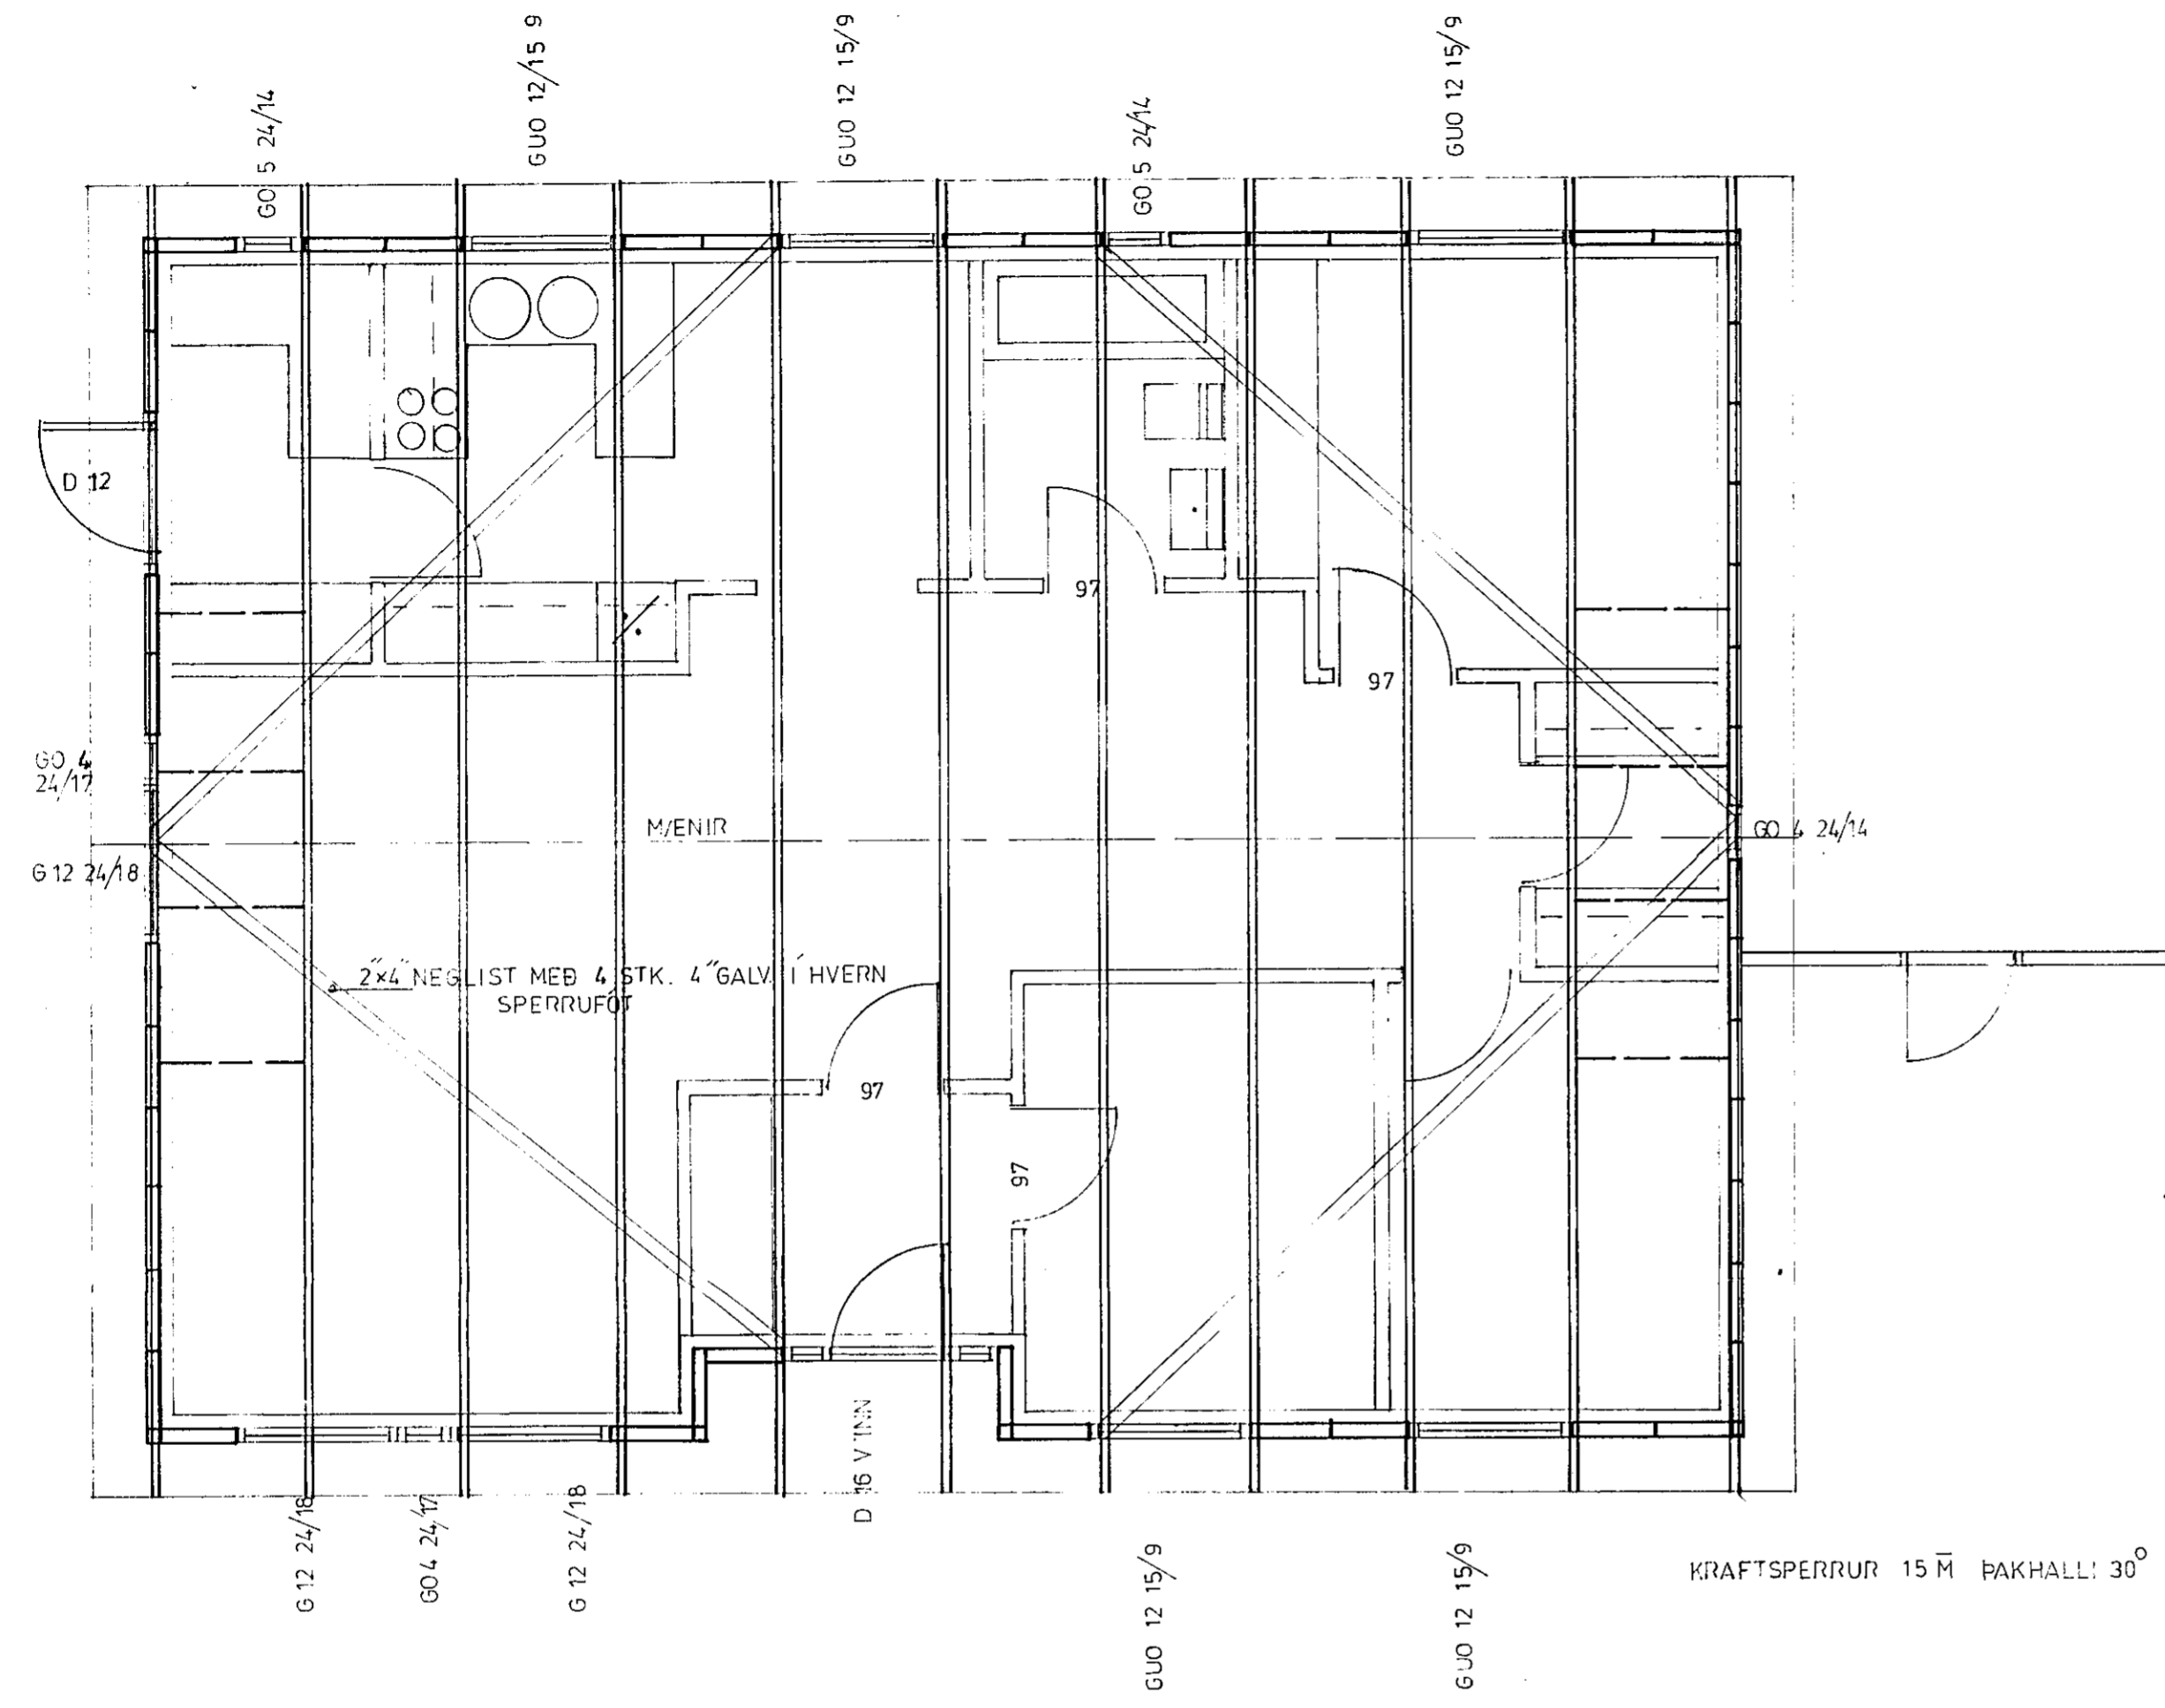 GO 5 24/14
GUO 12/15 9
GUO 12 15/9
GO 5 24/14
GUO 12 15/9
D 12
97
97
GO 4
24/17
M/ENIR
GO 4 24/14
G 12 24/18
2"×4" NEGLIST MEÐ 4 STK. 4" GALV. Í HVERN
SPERRUFÓT
97
97
D 16 V INN
G 12 24/18
GO 4 24/17
G 12 24/18
GUO 12 15/9
GUO 12 15/9
KRAFTSPERRUR 15 M̅ ÞAKHALLI 30°